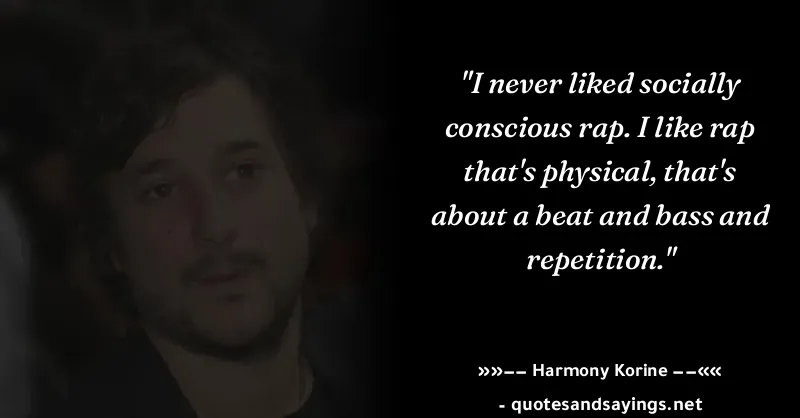 "I never liked socially
conscious rap. I like rap
that's physical, that's
about a beat and bass and
repetition."
»»−− Harmony Korine −−««
- quotesandsayings.net